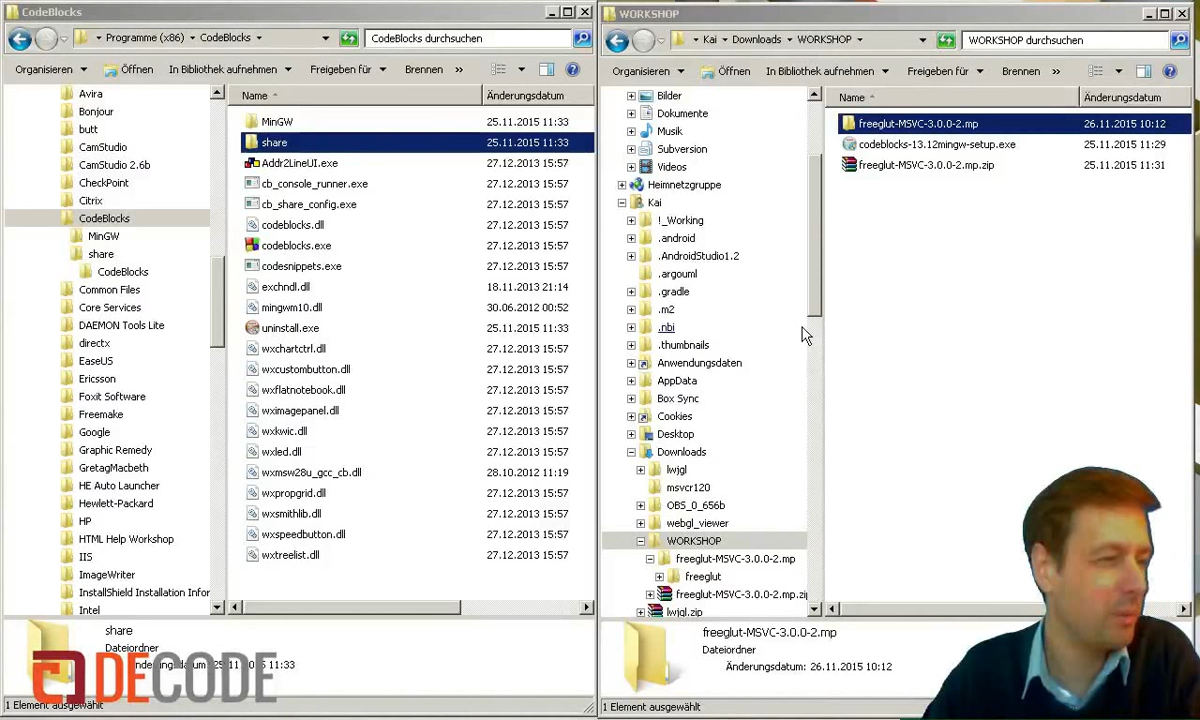 CodeBlocks
Programme (x86)
CodeBlocks
CodeBlocks durchsuchen
Organisieren
Öffnen
In Bibliothek aufnehmen
Freigeben für
Brennen
»
Avira
Bonjour
butt
CamStudio
CamStudio 2.6b
CheckPoint
Citrix
CodeBlocks
MinGW
share
CodeBlocks
Common Files
Core Services
DAEMON Tools Lite
directx
EaseUS
Ericsson
Foxit Software
Freemake
Google
Graphic Remedy
GretagMacbeth
HE Auto Launcher
Hewlett-Packard
HP
HTML Help Workshop
IIS
ImageWriter
InstallShield Installation Infor
Intel
Name
Änderungsdatum
MinGW 25.11.2015 11:33
share 25.11.2015 11:33
Addr2LineUI.exe 27.12.2013 15:57
cb_console_runner.exe 27.12.2013 15:57
cb_share_config.exe 27.12.2013 15:57
codeblocks.dll 27.12.2013 15:57
codeblocks.exe 27.12.2013 15:57
codesnippets.exe 27.12.2013 15:57
exchndl.dll 18.11.2013 21:14
mingwm10.dll 30.06.2012 00:52
uninstall.exe 25.11.2015 11:33
wxchartctrl.dll 27.12.2013 15:57
wxcustombutton.dll 27.12.2013 15:57
wxflatnotebook.dll 27.12.2013 15:57
wximagepanel.dll 27.12.2013 15:57
wxkwic.dll 27.12.2013 15:57
wxled.dll 27.12.2013 15:57
wxmsw28u_gcc_cb.dll 28.10.2012 11:19
wxpropgrid.dll 27.12.2013 15:57
wxsmithlib.dll 27.12.2013 15:57
wxspeedbutton.dll 27.12.2013 15:57
wxtreelist.dll 27.12.2013 15:57
share
Dateiordner
Änderungsdatum: 25.11.2015 11:33
DECODE
1 Element ausgewählt
WORKSHOP
Kai
Downloads
WORKSHOP
WORKSHOP durchsuchen
Organisieren
Öffnen
In Bibliothek aufnehmen
Freigeben für
Brennen
»
Bilder
Dokumente
Musik
Subversion
Videos
Heimnetzgruppe
Kai
!_Working
.android
.AndroidStudio1.2
.argouml
.gradle
.m2
.nbi
.thumbnails
Anwendungsdaten
AppData
Box Sync
Cookies
Desktop
Downloads
lwjgl
msvcr120
OBS_0_656b
webgl_viewer
WORKSHOP
freeglut-MSVC-3.0.0-2.mp
freeglut
freeglut-MSVC-3.0.0-2.mp.zi
lwjgl.zip
Name
Änderungsdatum
freeglut-MSVC-3.0.0-2.mp 26.11.2015 10:12
codeblocks-13.12mingw-setup.exe 25.11.2015 11:29
freeglut-MSVC-3.0.0-2.mp.zip 25.11.2015 11:31
freeglut-MSVC-3.0.0-2.mp
Dateiordner
Änderungsdatum: 26.11.2015 10:12
1 Element ausgewählt